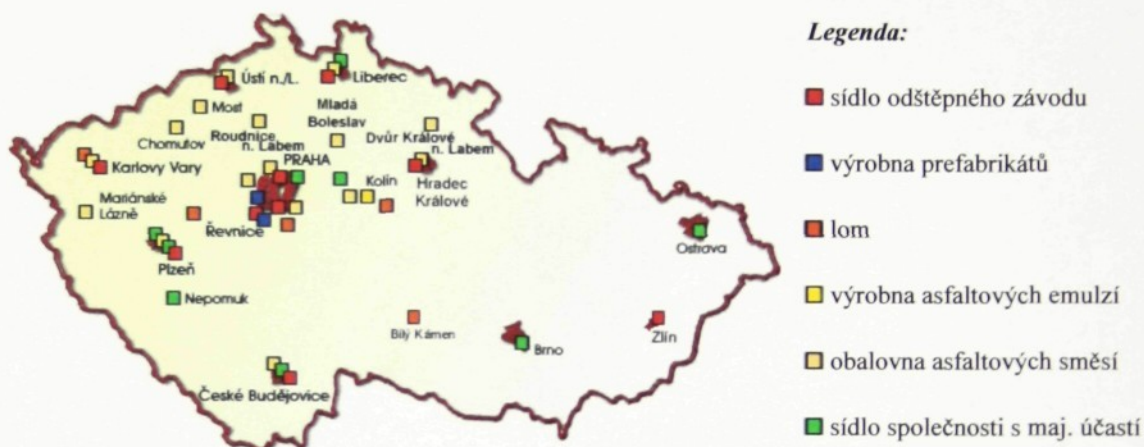 Ústí n./L.
Liberec
Most
Mladá
Boleslav
Chomutov
Roudnice
n. Labem
Dvůr Králové
n. Labem
PRAHA
Karlovy Vary
Kolín
Hradec
Králové
Mariánské
Lázně
Řevnice
Ostrava
Plzeň
Nepomuk
Bílý Kámen
Brno
Zlín
České Budějovice
Legenda:
sídlo odštěpného závodu
výrobna prefabrikátů
lom
výrobna asfaltových emulzí
obalovna asfaltových směsí
sídlo společnosti s maj. účastí